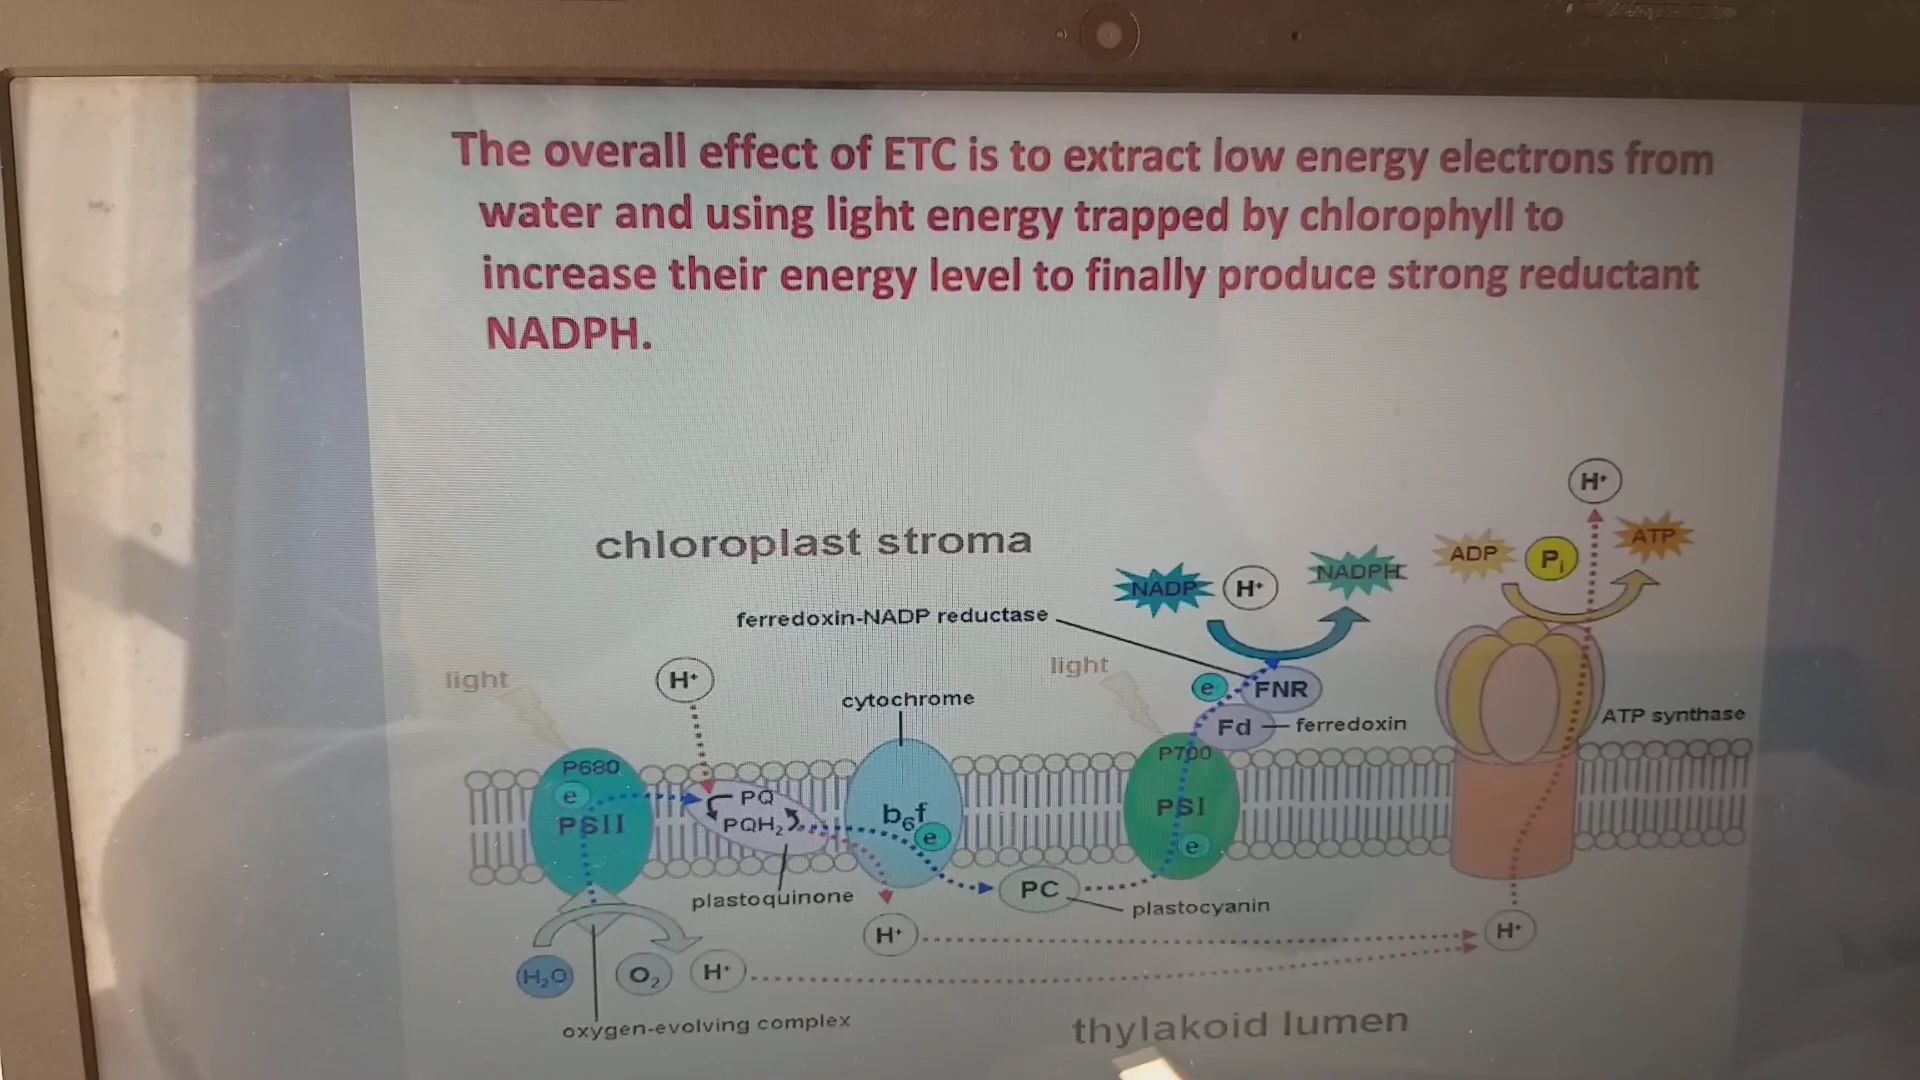 The overall effect of ETC is to extract low energy electrons from
water and using light energy trapped by chlorophyll to
increase their energy level to finally produce strong reductant
NADPH.
H+
chloroplast stroma
ADP
Pi
ATP
NADP
H+
NADPH
ferredoxin-NADP reductase
light
H+
light
e
FNR
cytochrome
Fd
ferredoxin
ATP synthase
P680
e
PSII
PQ
PQH2
b6f
e
P700
PSI
e
plastoquinone
PC
plastocyanin
H+
H+
H2O
O2
H+
oxygen-evolving complex
thylakoid lumen